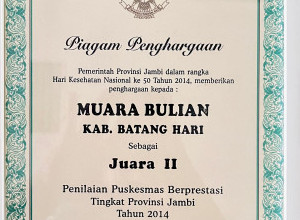 Piagam Penghargaan
Pemerintah Provinsi Jambi dalam rangka
Hari Kesehatan Nasional ke 50 Tahun 2014, memberikan
penghargaan kepada :
MUARA BULIAN
KAB. BATANG HARI
Sebagai
Juara II
Penilaian Puskesmas Berprestasi
Tingkat Provinsi Jambi
Tahun 2014